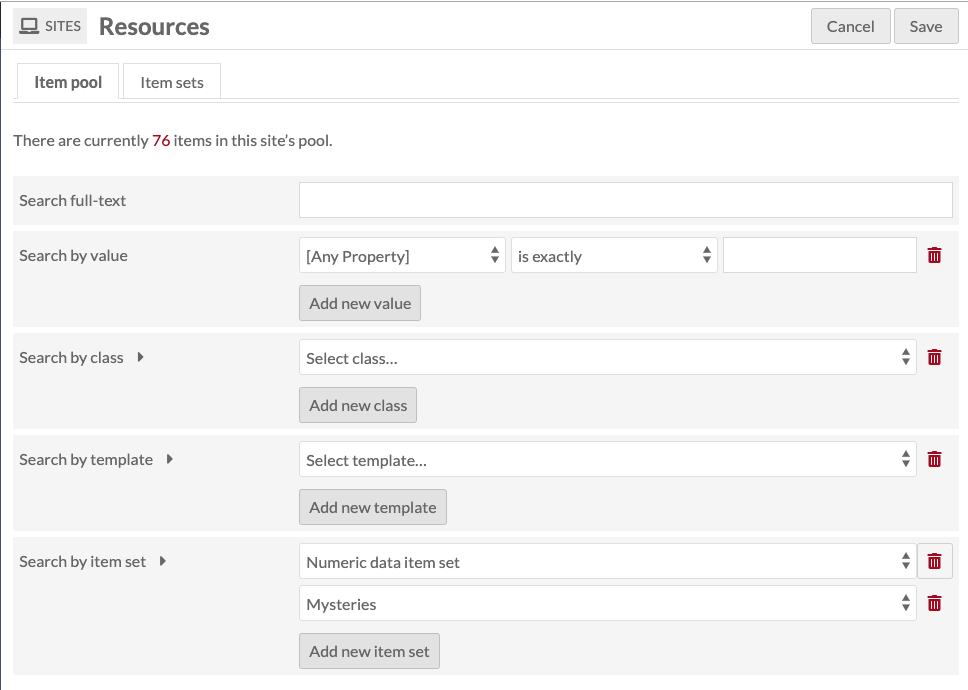 SITES Resources Cancel Save
Item pool Item sets
There are currently 76 items in this site’s pool.
Search full-text
Search by value [Any Property] is exactly
Add new value
Search by class Select class...
Add new class
Search by template Select template...
Add new template
Search by item set Numeric data item set
Mysteries
Add new item set